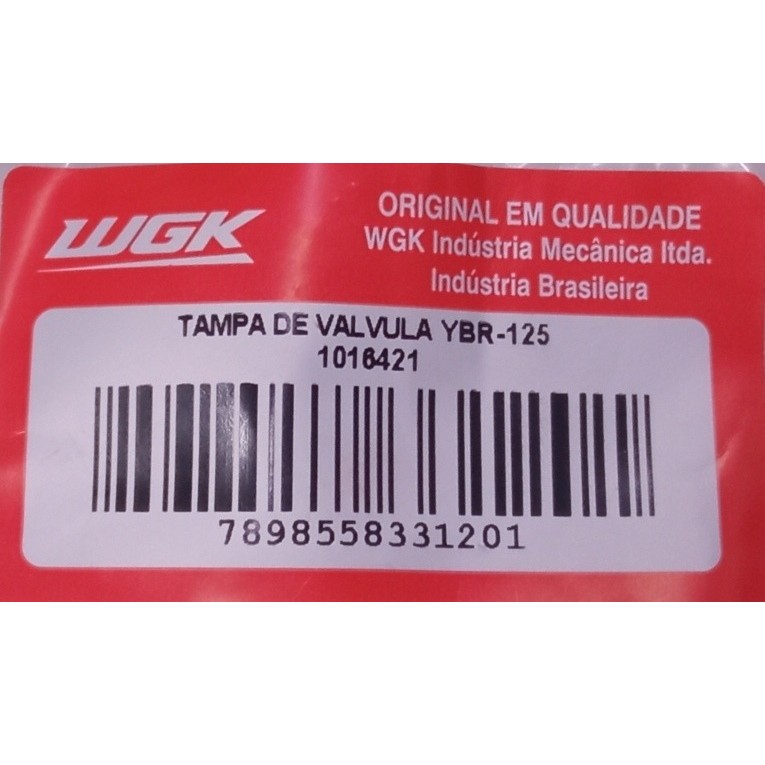 WGK
ORIGINAL EM QUALIDADE
WGK Indústria Mecânica ltda.
Indústria Brasileira
TAMPA DE VALVULA YBR-125
1016421
7898558331201